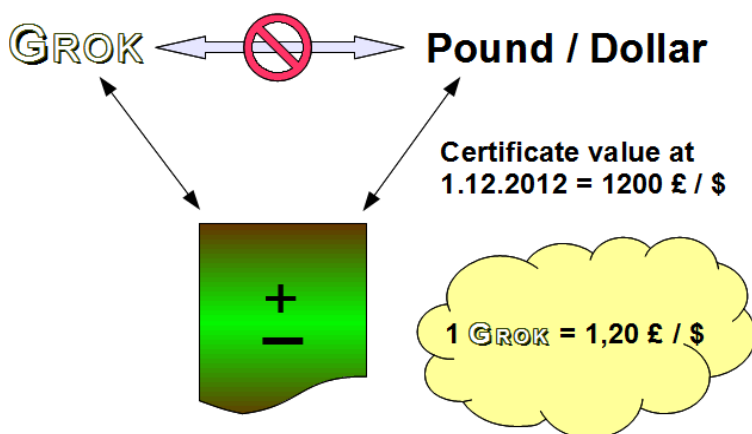 GROK
Pound / Dollar
Certificate value at
1.12.2012 = 1200 £ / $
+
–
1 GROK = 1,20 £ / $